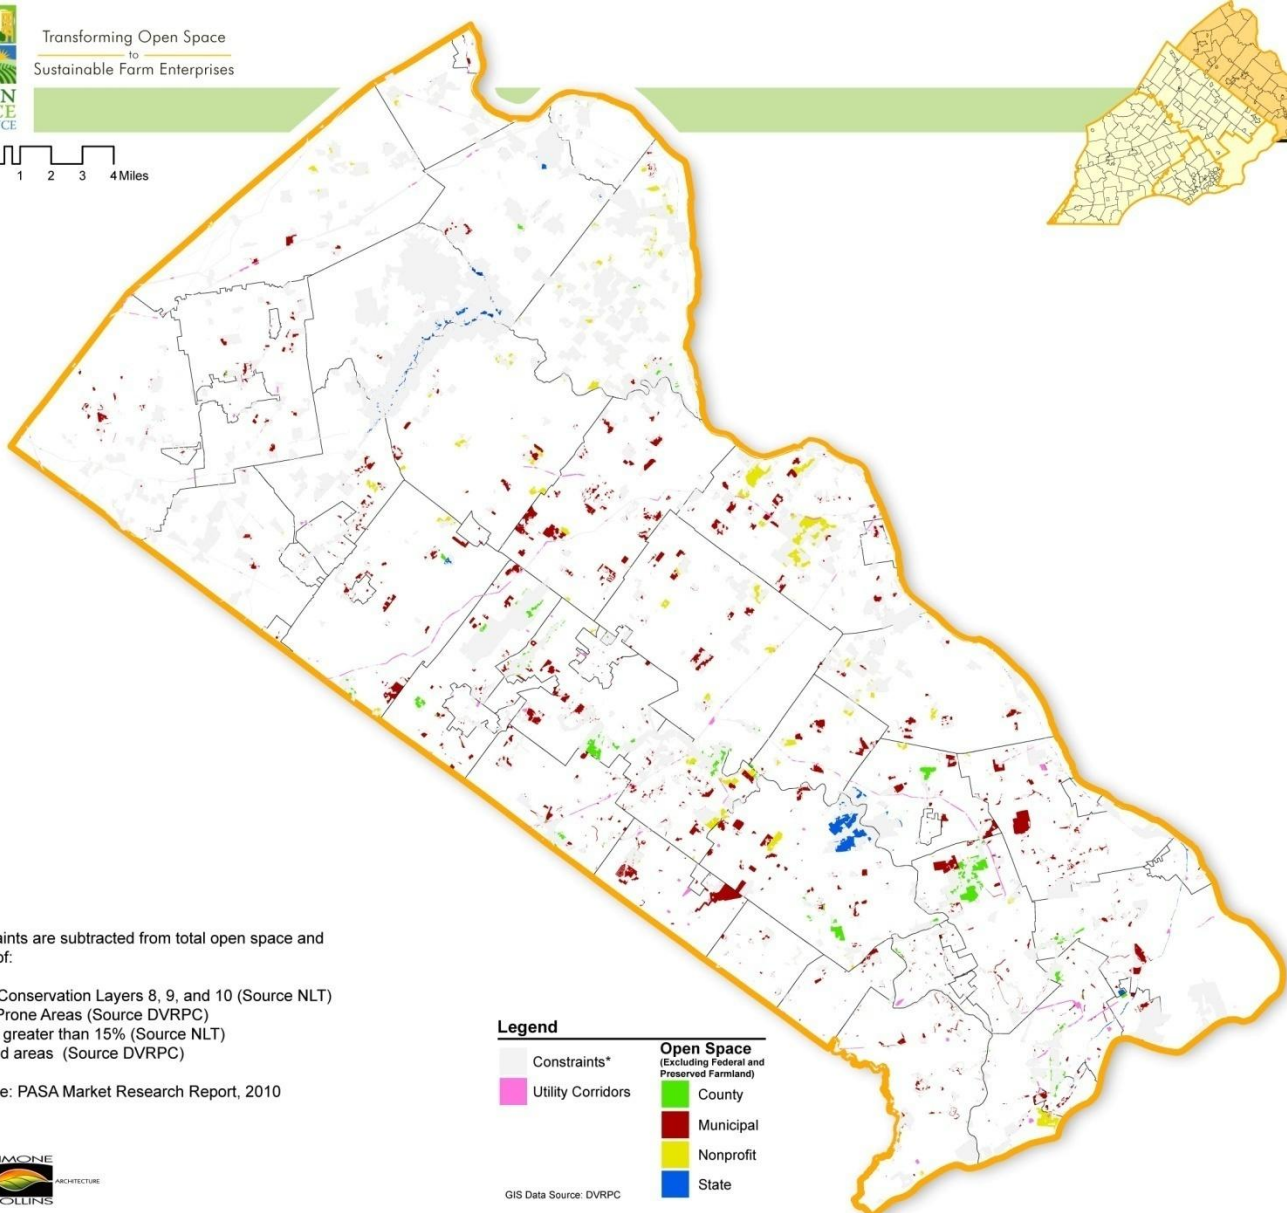 Transforming Open Space
to
Sustainable Farm Enterprises
N
CE
CE
1 2 3 4 Miles
aints are subtracted from total open space and
of:
Conservation Layers 8, 9, and 10 (Source NLT)
Prone Areas (Source DVRPC)
greater than 15% (Source NLT)
d areas (Source DVRPC)
e: PASA Market Research Report, 2010
Legend
Constraints*
Utility Corridors
Open Space
(Excluding Federal and
Preserved Farmland)
County
Municipal
Nonprofit
State
GIS Data Source: DVRPC
IMONE
ARCHITECTURE
OLLINS